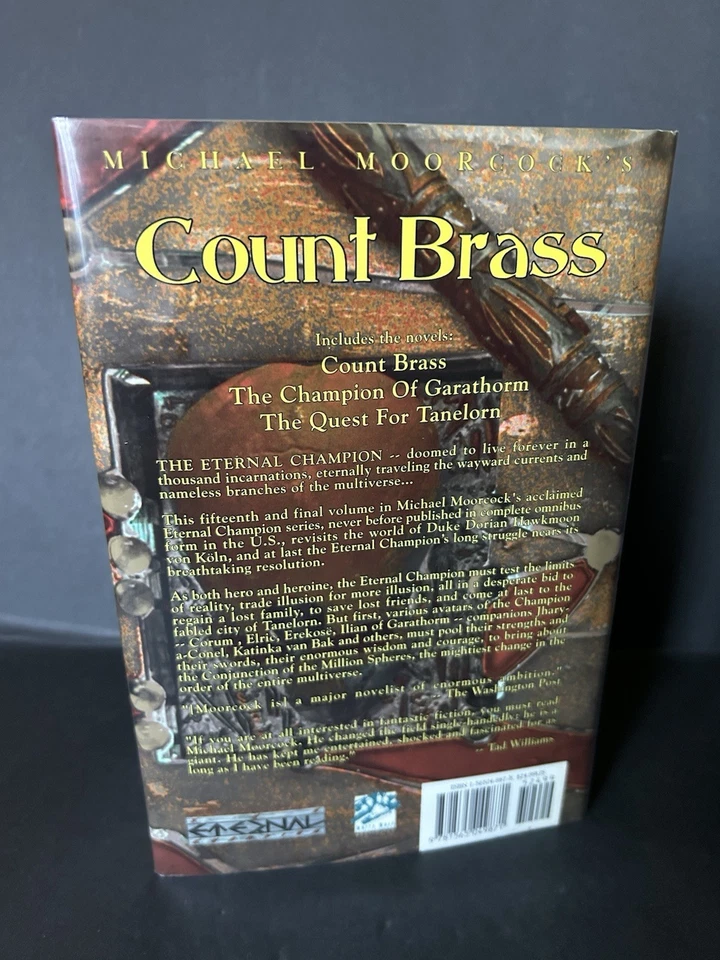 MICHAEL MOORCOCK'S
Count Brass
Includes the novels:
Count Brass
The Champion Of Garathorm
The Quest For Tanelorn
THE ETERNAL CHAMPION -- doomed to live forever in a
thousand incarnations, eternally traveling the wayward currents and
nameless branches of the multiverse...
This fifteenth and final volume in Michael Moorcock's acclaimed
Eternal Champion series, never before published in complete omnibus
form in the U.S., revisits the world of Duke Dorian Hawkmoon
von Köln, and at last the Eternal Champion's long struggle nears its
breathtaking resolution.
As both hero and heroine, the Eternal Champion must test the limits
of reality, trade illusion for more illusion, all in a desperate bid to
regain a lost family, to save lost friends, and come at last to the
fabled city of Tanelorn. But first, various avatars of the Champion
-- Corum, Elric, Erekosë, Ilian of Garathorm -- companions Jhary-
a-Conel, Katinka van Bak and others, must pool their strengths and
their swords, their enormous wisdom and courage to bring about
the Conjunction of the Million Spheres, the mightiest change in the
order of the entire multiverse.
"[Moorcock is] a major novelist of enormous ambition."
-- The Washington Post
"If you are at all interested in fantastic fiction, you must read
Michael Moorcock. He changed the field single-handedly: he is a
giant. He has kept me entertained, shocked and fascinated for as
long as I have been reading."
-- Tad Williams
ETERNAL